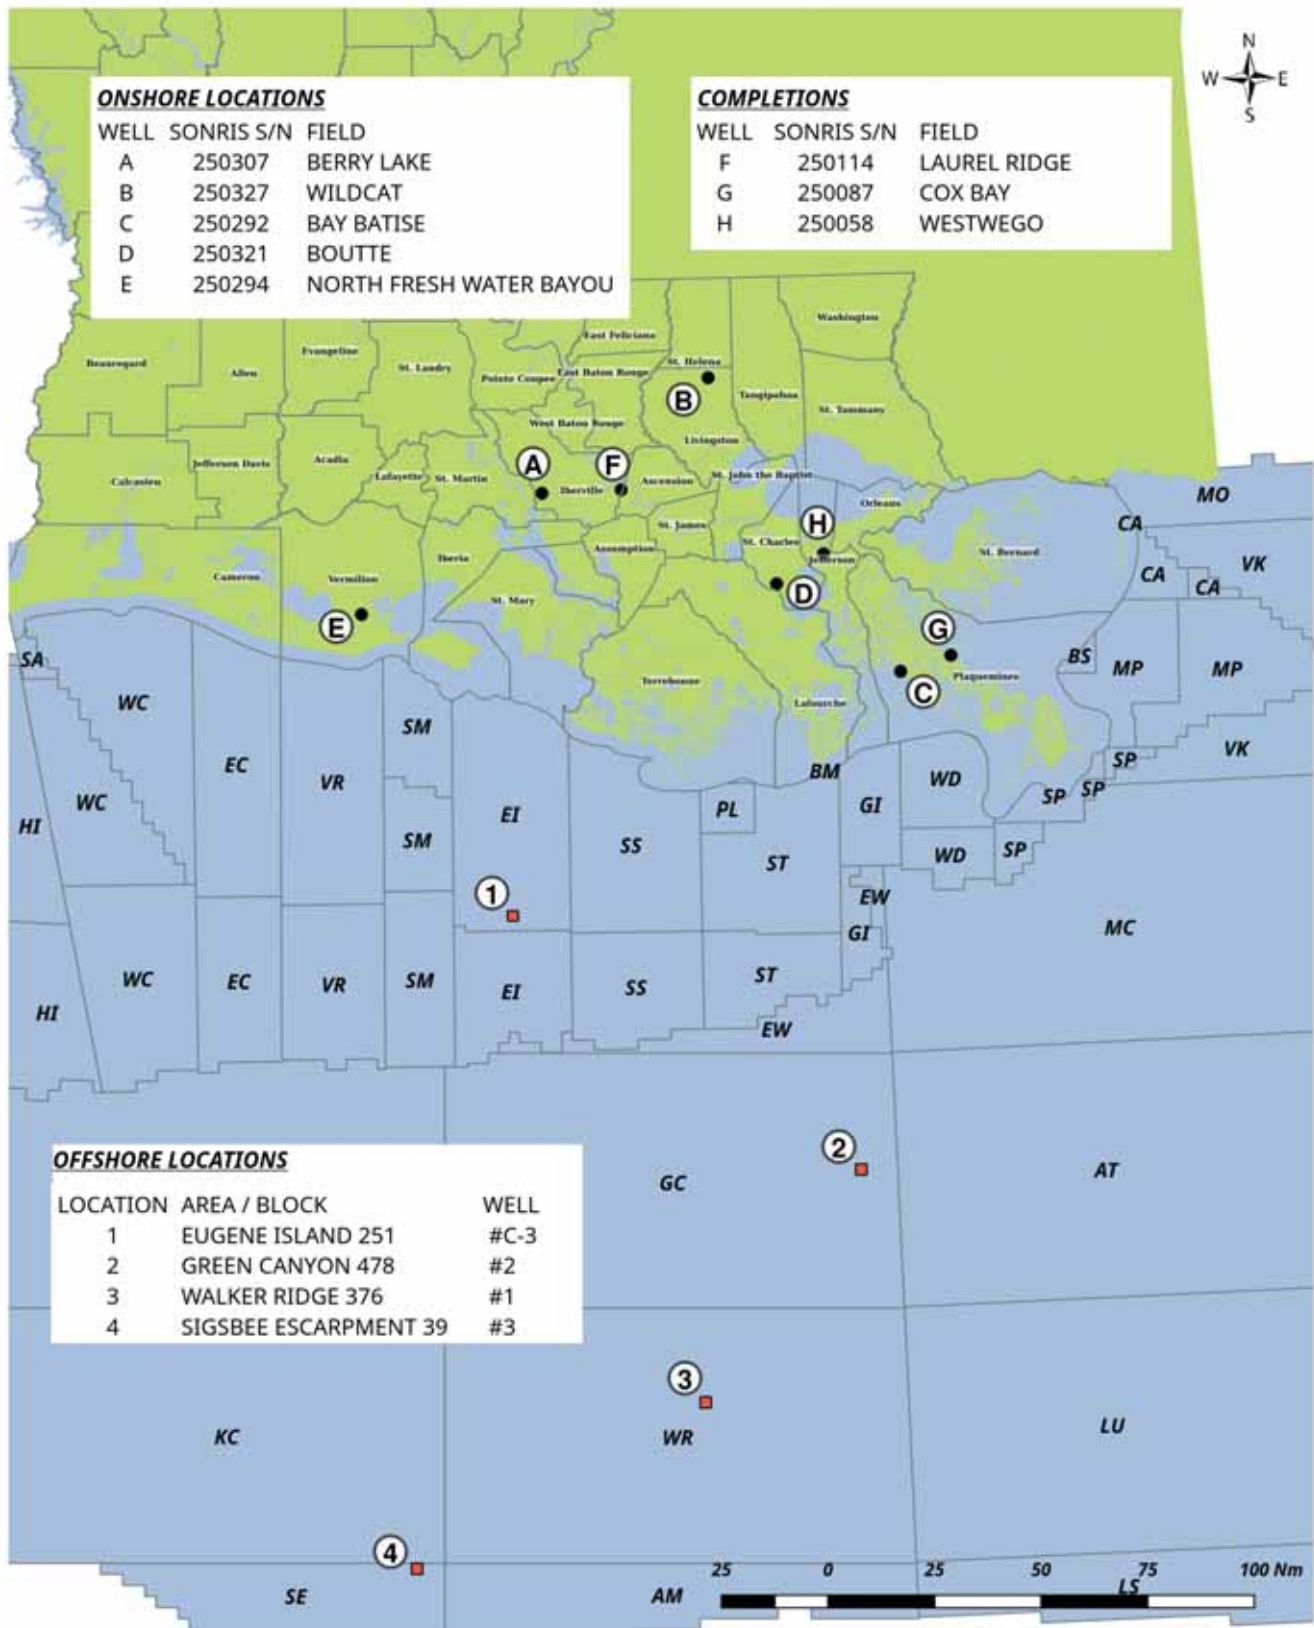 N
W E
S
ONSHORE LOCATIONS
WELL SONRIS S/N FIELD
A 250307 BERRY LAKE
B 250327 WILDCAT
C 250292 BAY BATISE
D 250321 BOUTTE
E 250294 NORTH FRESH WATER BAYOU
COMPLETIONS
WELL SONRIS S/N FIELD
F 250114 LAUREL RIDGE
G 250087 COX BAY
H 250058 WESTWEGO
Washington
East Feliciana
Beauregard
Allen
Evangeline
St. Landry
Pointe Coupee
East Baton Rouge
St. Helena
B
Tangipahoa
St. Tammany
West Baton Rouge
Livingston
Calcasieu
Jefferson Davis
Acadia
Lafayette
St. Martin
A
Iberville
F
Ascension
St. John the Baptist
Orleans
St. James
H
St. Charles
Jefferson
St. Bernard
Assumption
Iberia
Cameron
Vermilion
St. Mary
E
D
G
C
Plaquemines
Terrebonne
Lafourche
MO
CA
VK
CA
CA
BS
MP
MP
SA
WC
SM
EC
VR
WC
HI
SM
EI
SS
PL
ST
BM
GI
WD
WD
SP
SP
SP
SP
VK
1
EW
GI
MC
HI
WC
EC
VR
SM
EI
SS
ST
EW
2
GC
AT
OFFSHORE LOCATIONS
LOCATION AREA / BLOCK WELL
1 EUGENE ISLAND 251 #C-3
2 GREEN CANYON 478 #2
3 WALKER RIDGE 376 #1
4 SIGSBEE ESCARPMENT 39 #3
3
KC
WR
LU
4
SE
AM
LS
25 0 25 50 75 100 Nm